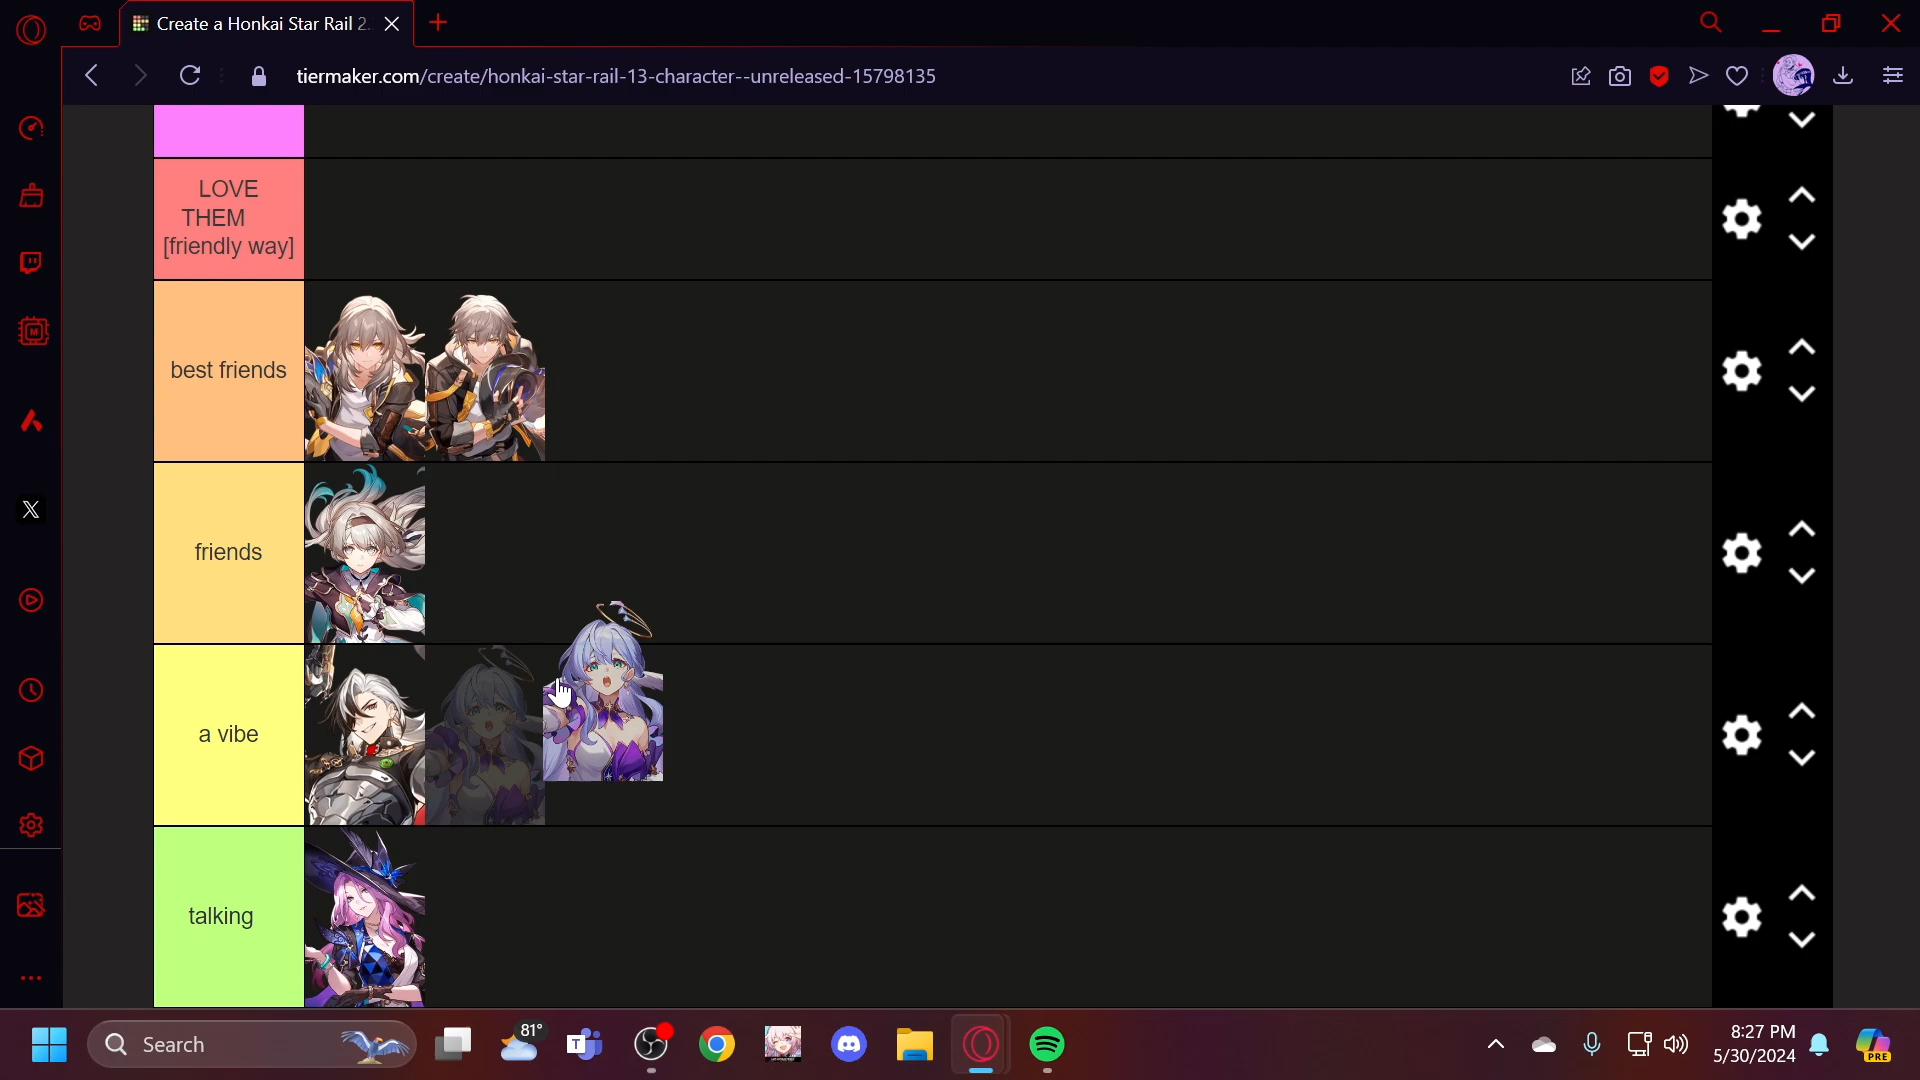 Create a Honkai Star Rail 2.
tiermaker.com/create/honkai-star-rail-13-character--unreleased-15798135
LOVE
THEM
[friendly way]
best friends
friends
a vibe
talking
Search
81°
8:27 PM
5/30/2024
PRE